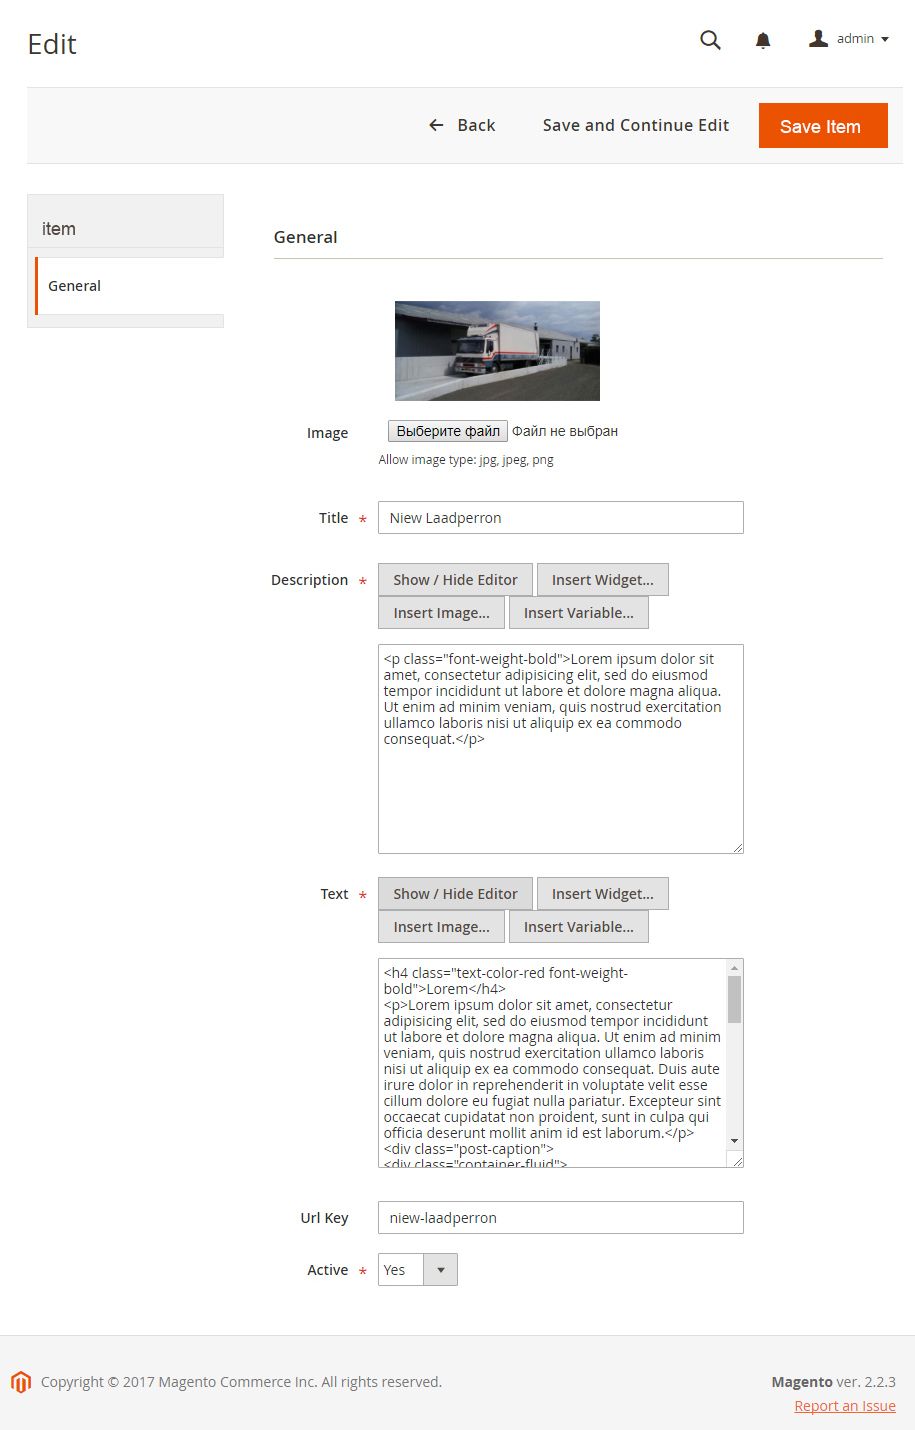 Edit
admin
Back
Save and Continue Edit
Save Item
item
General
General
Image
Выберите файл Файл не выбран
Allow image type: jpg, jpeg, png
Title *
Niew Laadperron
Description *
Show / Hide Editor
Insert Widget...
Insert Image...
Insert Variable...
<p class="font-weight-bold">Lorem ipsum dolor sit
amet, consectetur adipisicing elit, sed do eiusmod
tempor incididunt ut labore et dolore magna aliqua.
Ut enim ad minim veniam, quis nostrud exercitation
ullamco laboris nisi ut aliquip ex ea commodo
consequat.</p>
Text *
Show / Hide Editor
Insert Widget...
Insert Image...
Insert Variable...
<h4 class="text-color-red font-weight-
bold">Lorem</h4>
<p>Lorem ipsum dolor sit amet, consectetur
adipisicing elit, sed do eiusmod tempor incididunt
ut labore et dolore magna aliqua. Ut enim ad minim
veniam, quis nostrud exercitation ullamco laboris
nisi ut aliquip ex ea commodo consequat. Duis aute
irure dolor in reprehenderit in voluptate velit esse
cillum dolore eu fugiat nulla pariatur. Excepteur sint
occaecat cupidatat non proident, sunt in culpa qui
officia deserunt mollit anim id est laborum.</p>
<div class="post-caption">
<div class="container-fluid">
Url Key
niew-laadperron
Active *
Yes
Copyright © 2017 Magento Commerce Inc. All rights reserved.
Magento ver. 2.2.3
Report an Issue